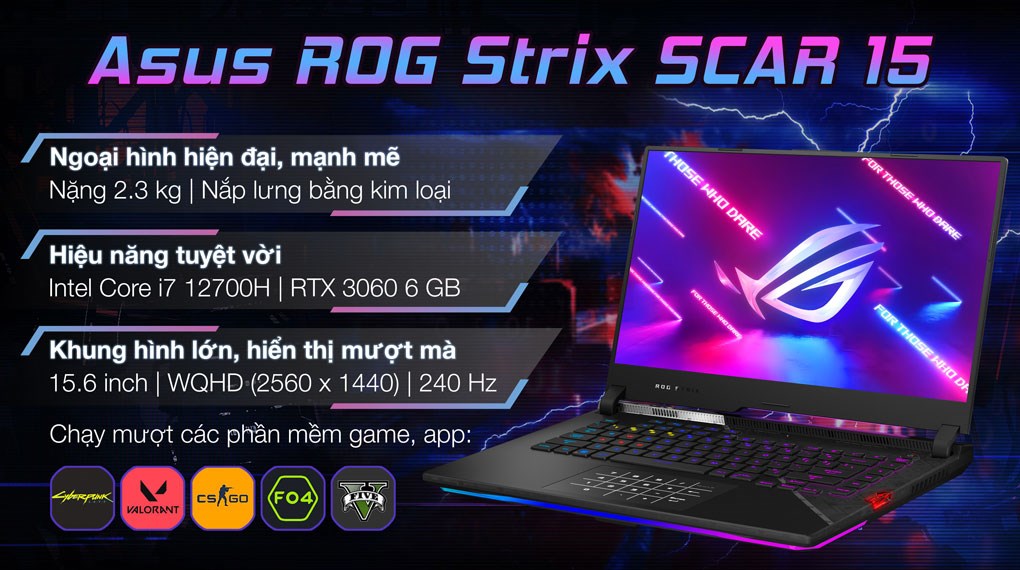 Asus ROG Strix SCAR 15
Ngoại hình hiện đại, mạnh mẽ
Nặng 2.3 kg | Nắp lưng bằng kim loại
Hiệu năng tuyệt vời
Intel Core i7 12700H | RTX 3060 6 GB
Khung hình lớn, hiển thị mượt mà
15.6 inch | WQHD (2560 x 1440) | 240 Hz
Chạy mượt các phần mềm game, app:
CYBERPUNK
VALORANT
CS GO
FO4
V
FIVE
THOSE WHO DARE
FOR THOSE WHO DARE
FOR THOSE WHO DARE
FOR THOSE WHO DA
ROG